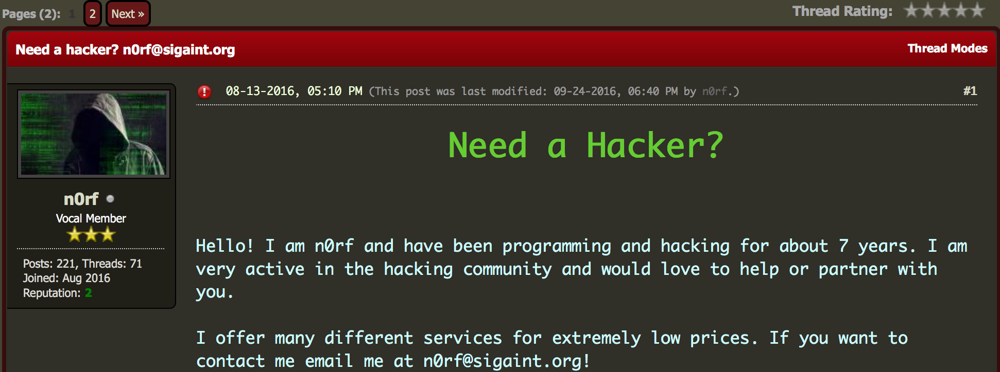 Pages (2): 1 2 Next »
Thread Rating:
Need a hacker? n0rf@sigaint.org
Thread Modes
08-13-2016, 05:10 PM (This post was last modified: 09-24-2016, 06:40 PM by n0rf.)
#1
n0rf
Vocal Member
Posts: 221, Threads: 71
Joined: Aug 2016
Reputation: 2
Need a Hacker?
Hello! I am n0rf and have been programming and hacking for about 7 years. I am
very active in the hacking community and would love to help or partner with
you.
I offer many different services for extremely low prices. If you want to
contact me email me at n0rf@sigaint.org!